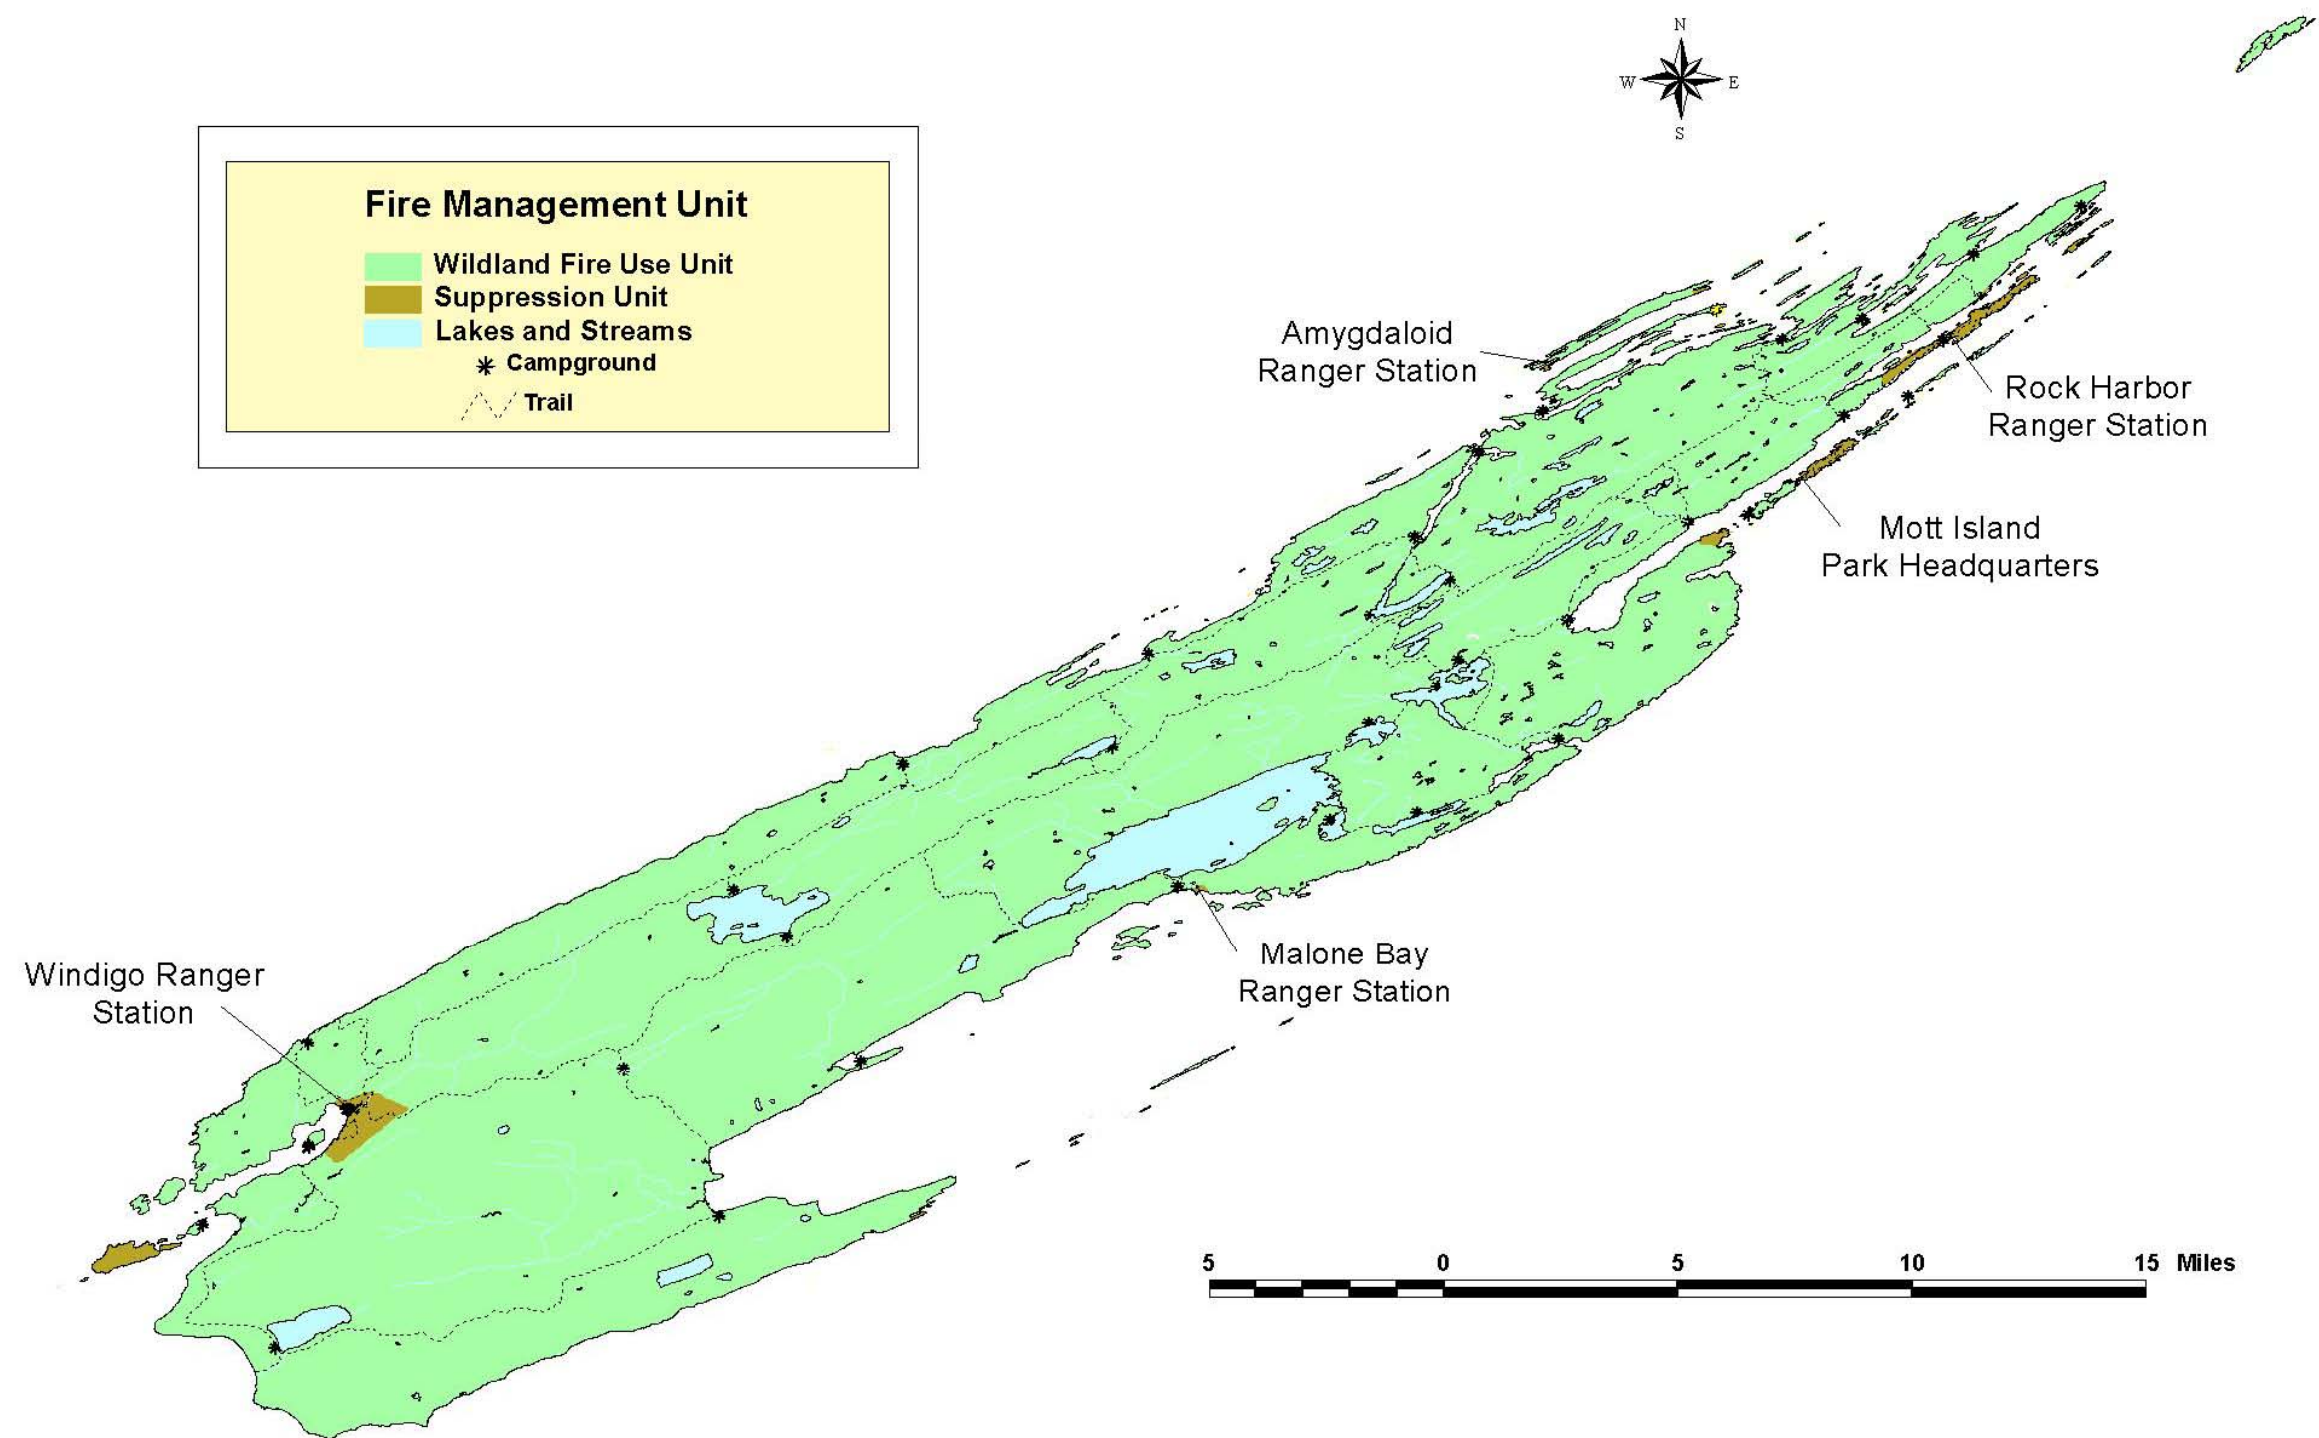 N
W E
S
Fire Management Unit
Wildland Fire Use Unit
Suppression Unit
Lakes and Streams
Campground
Trail
Amygdaloid
Ranger Station
Rock Harbor
Ranger Station
Mott Island
Park Headquarters
Malone Bay
Ranger Station
Windigo Ranger
Station
5 0 5 10 15 Miles